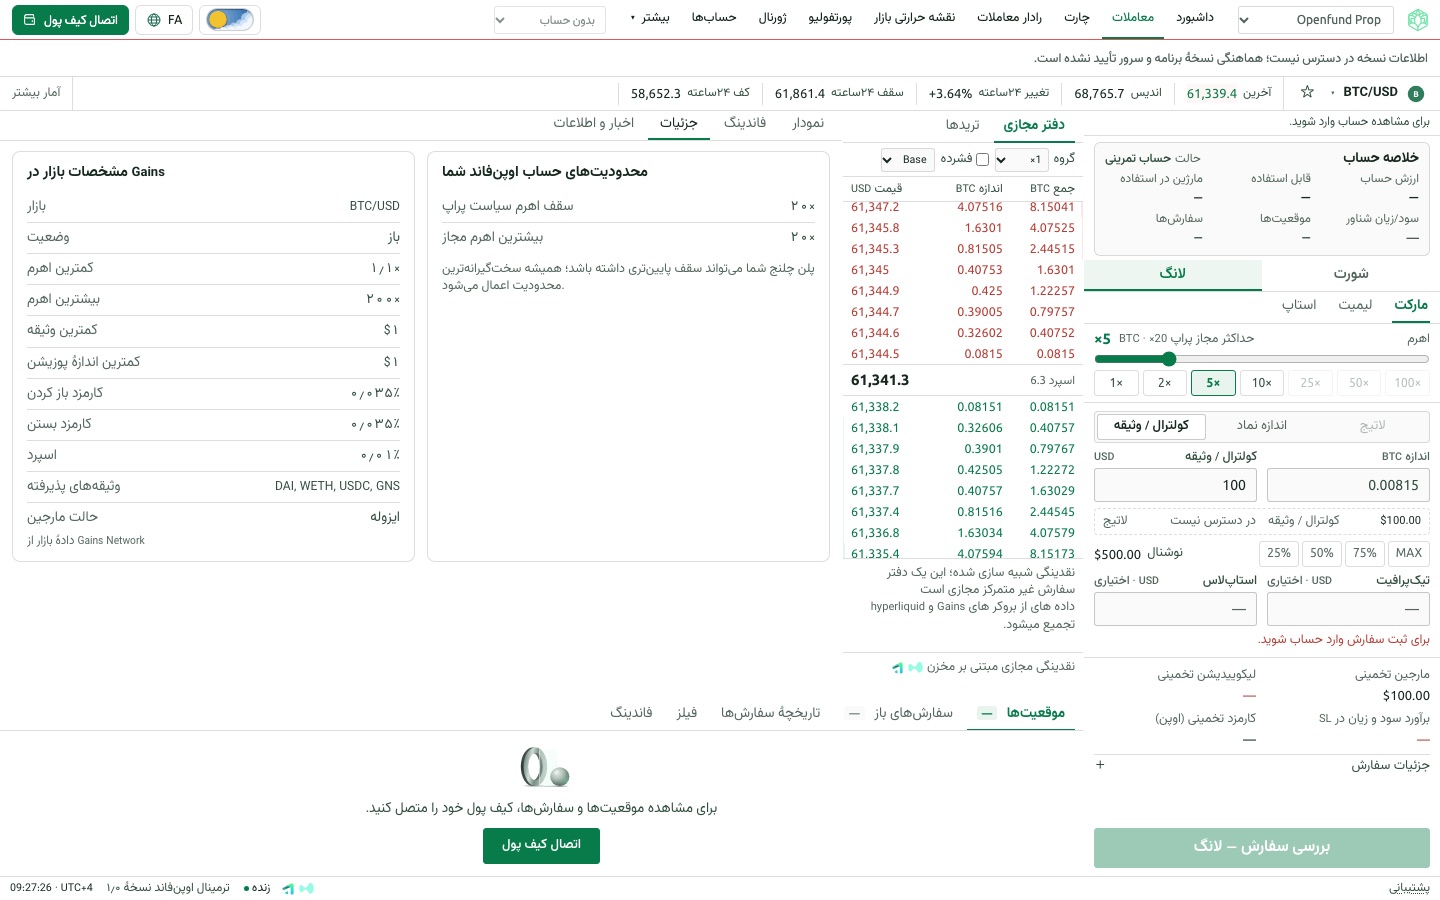 Openfund Prop
داشبورد
معاملات
چارت
رادار معاملات
نقشه حرارتی بازار
پورتفولیو
ژورنال
حساب‌ها
بیشتر
بدون حساب
FA
اتصال کیف پول
اطلاعات نسخه در دسترس نیست؛ هماهنگی نسخهٔ برنامه و سرور تأیید نشده است.
B
BTC/USD
آخرین 61,339.4
اندیس 68,765.7
تغییر ۲۴ساعته +3.64%
سقف ۲۴ساعته 61,861.4
کف ۲۴ساعته 58,652.3
آمار بیشتر
برای مشاهده حساب وارد شوید.
خلاصه حساب
حالت حساب تمرینی
ارزش حساب
قابل استفاده
مارژین در استفاده
—
—
—
سود/زیان شناور
موقعیت‌ها
سفارش‌ها
—
—
—
شورت
لانگ
مارکت
لیمیت
استاپ
اهرم
حداکثر مجاز پراپ 20× · BTC
×5
1×
2×
5×
10×
25×
50×
100×
لاتیج
اندازه نماد
کولترال / وثیقه
اندازه BTC
0.00815
کولترال / وثیقه
USD
100
$100.00
کولترال / وثیقه
در دسترس نیست
لاتیج
MAX
75%
50%
25%
نوشنال $500.00
تیک‌پرافیت
USD · اختیاری
—
استاپ‌لاس
USD · اختیاری
—
برای ثبت سفارش وارد حساب شوید.
مارجین تخمینی
$100.00
لیکوییدیشن تخمینی
—
برآورد سود و زیان در SL
—
کارمزد تخمینی (اوپن)
—
جزئیات سفارش
+
بررسی سفارش – لانگ
دفتر مجازی
تریدها
گروه
×1
فشرده
Base
جمع BTC اندازه BTC قیمت USD
8.15041 4.07516 61,347.2
4.07525 1.6301 61,345.8
2.44515 0.81505 61,345.3
1.6301 0.40753 61,345
1.22257 0.425 61,344.9
0.79757 0.39005 61,344.7
0.40752 0.32602 61,344.6
0.0815 0.0815 61,344.5
اسپرد 6.3 61,341.3
0.08151 0.08151 61,338.2
0.40757 0.32606 61,338.1
0.79767 0.3901 61,337.9
1.22272 0.42505 61,337.8
1.63029 0.40757 61,337.7
2.44545 0.81516 61,337.4
4.07579 1.63034 61,336.8
8.15173 4.07594 61,335.4
نقدینگی شبیه سازی شده؛ این یک دفتر
سفارش غیر متمرکز مجازی است
داده های از بروکر های Gains و hyperliquid
تجمیع میشود.
نقدینگی مجازی مبتنی بر مخزن
نمودار
فاندینگ
جزئیات
اخبار و اطلاعات
محدودیت‌های حساب اوپن‌فاند شما
سقف اهرم سیاست پراپ ۲۰×
بیشترین اهرم مجاز ۲۰×
پلن چلنج شما می‌تواند سقف پایین‌تری داشته باشد؛ همیشه سخت‌گیرانه‌ترین
محدودیت اعمال می‌شود.
مشخصات بازار در Gains
بازار BTC/USD
وضعیت باز
کمترین اهرم ۱٫۱×
بیشترین اهرم ۲۰۰×
کمترین وثیقه $۱
کمترین اندازهٔ پوزیشن $۱
کارمزد باز کردن ۰٫۰۳۵٪
کارمزد بستن ۰٫۰۳۵٪
اسپرد ۰٫۰۱٪
وثیقه‌های پذیرفته DAI, WETH, USDC, GNS
حالت مارجین ایزوله
دادهٔ بازار از Gains Network
موقعیت‌ها —
سفارش‌های باز —
تاریخچهٔ سفارش‌ها
فیلز
فاندینگ
برای مشاهده موقعیت‌ها و سفارش‌ها، کیف پول خود را متصل کنید.
اتصال کیف پول
پشتیبانی
زنده
ترمینال اوپن‌فاند نسخهٔ ۱٫۰
09:27:26 · UTC+4